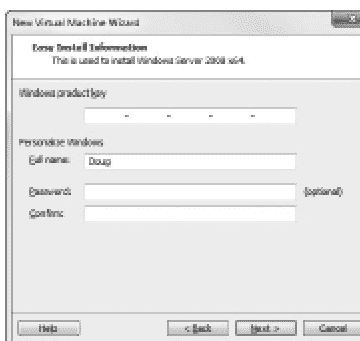 New Virtual Machine Wizard
Easy Install Information
This is used to install Windows Server 2008 x64.
Windows product key
- - - -
Personalize Windows
Full name: Doug
Password: (optional)
Confirm:
Help < Back Next > Cancel